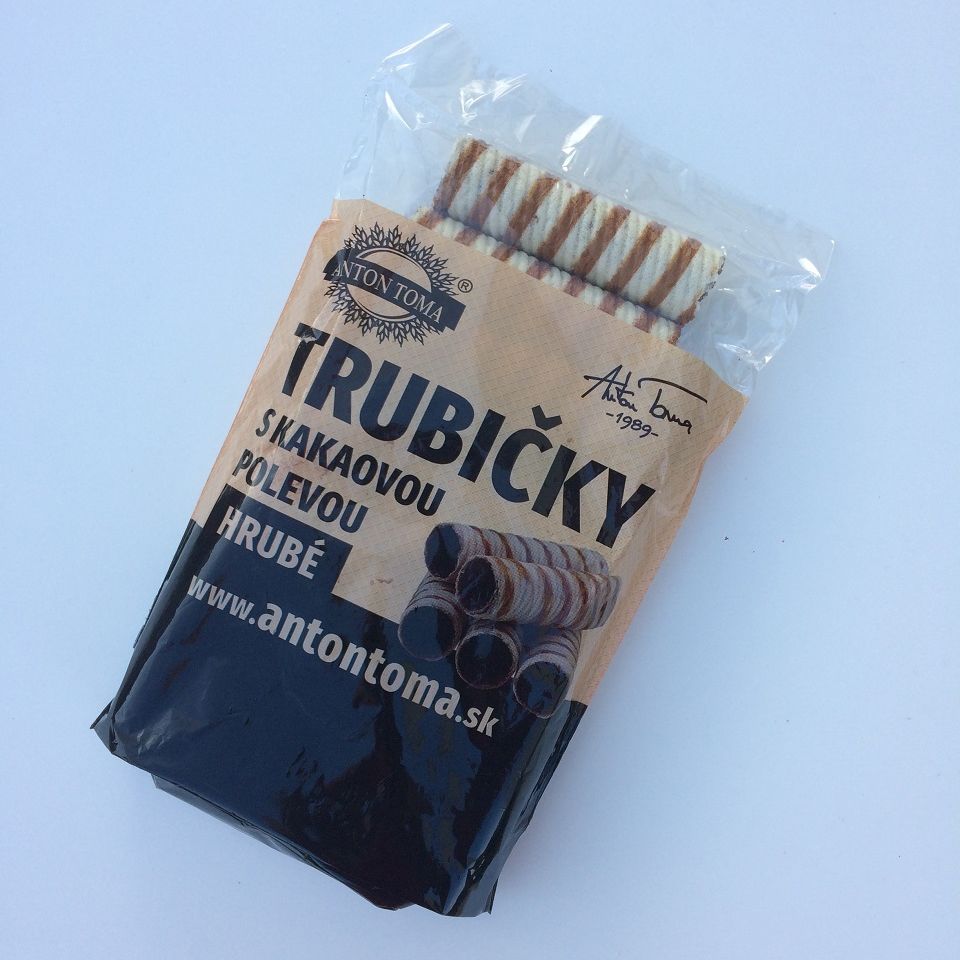 ANTON TOMA
®
TRUBIČKY
S KAKAOVOU
POLEVOU
HRUBÉ
Anton Toma
-1989-
www.antontoma.sk